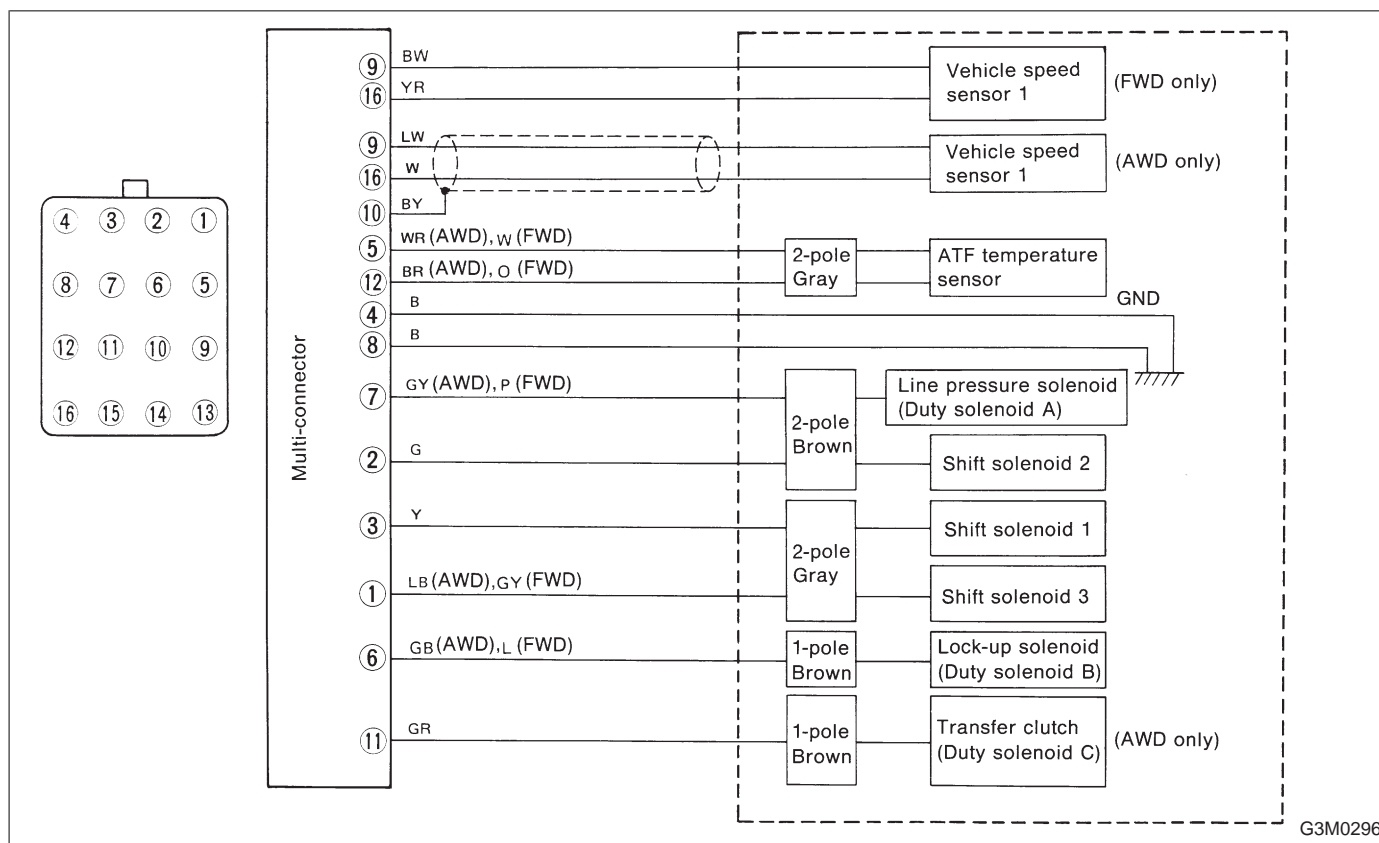 4 3 2 1
8 7 6 5
12 11 10 9
16 15 14 13
Multi-connector
9 BW
16 YR
Vehicle speed
sensor 1
(FWD only)
9 LW
16 W
10 BY
Vehicle speed
sensor 1
(AWD only)
5 WR (AWD), W (FWD)
12 BR (AWD), O (FWD)
2-pole
Gray
ATF temperature
sensor
4 B
8 B
GND
7 GY (AWD), P (FWD)
2 G
2-pole
Brown
Line pressure solenoid
(Duty solenoid A)
Shift solenoid 2
3 Y
1 LB (AWD), GY (FWD)
2-pole
Gray
Shift solenoid 1
Shift solenoid 3
6 GB (AWD), L (FWD)
1-pole
Brown
Lock-up solenoid
(Duty solenoid B)
11 GR
1-pole
Brown
Transfer clutch
(Duty solenoid C)
(AWD only)
G3M0296